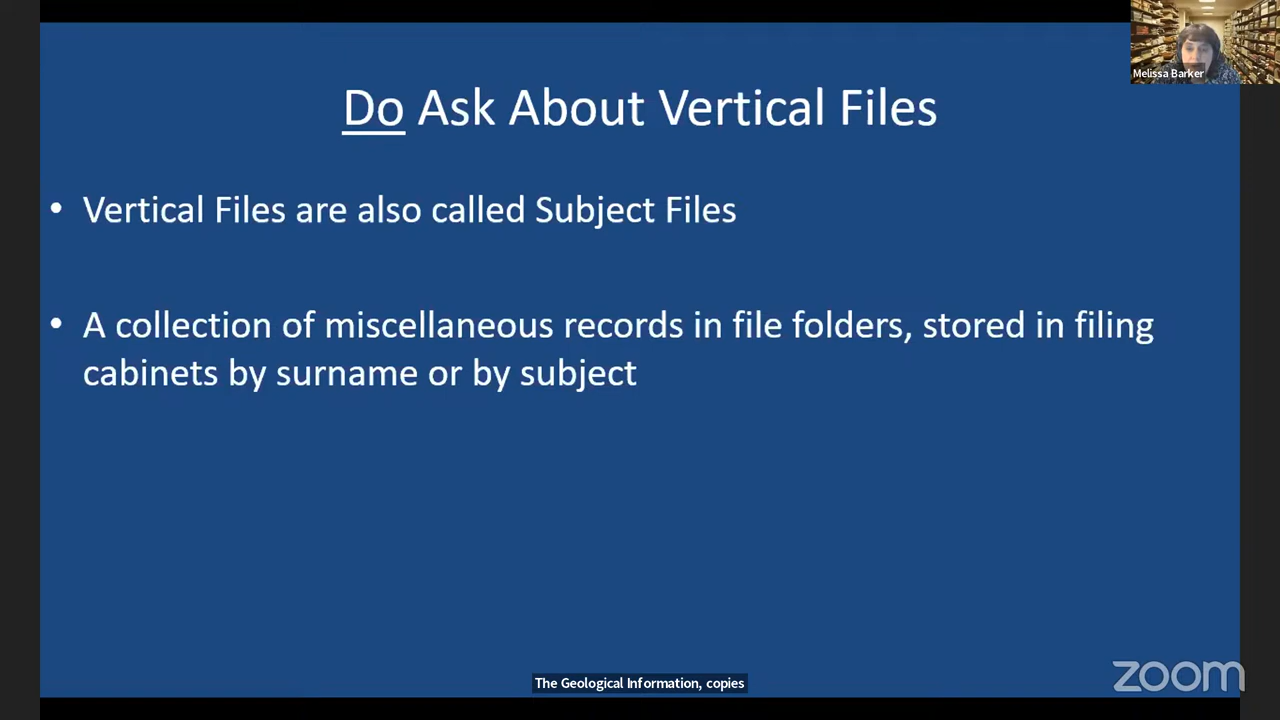 Melissa Barker
Do Ask About Vertical Files
• Vertical Files are also called Subject Files
• A collection of miscellaneous records in file folders, stored in filing
cabinets by surname or by subject
The Geological Information, copies
zoom